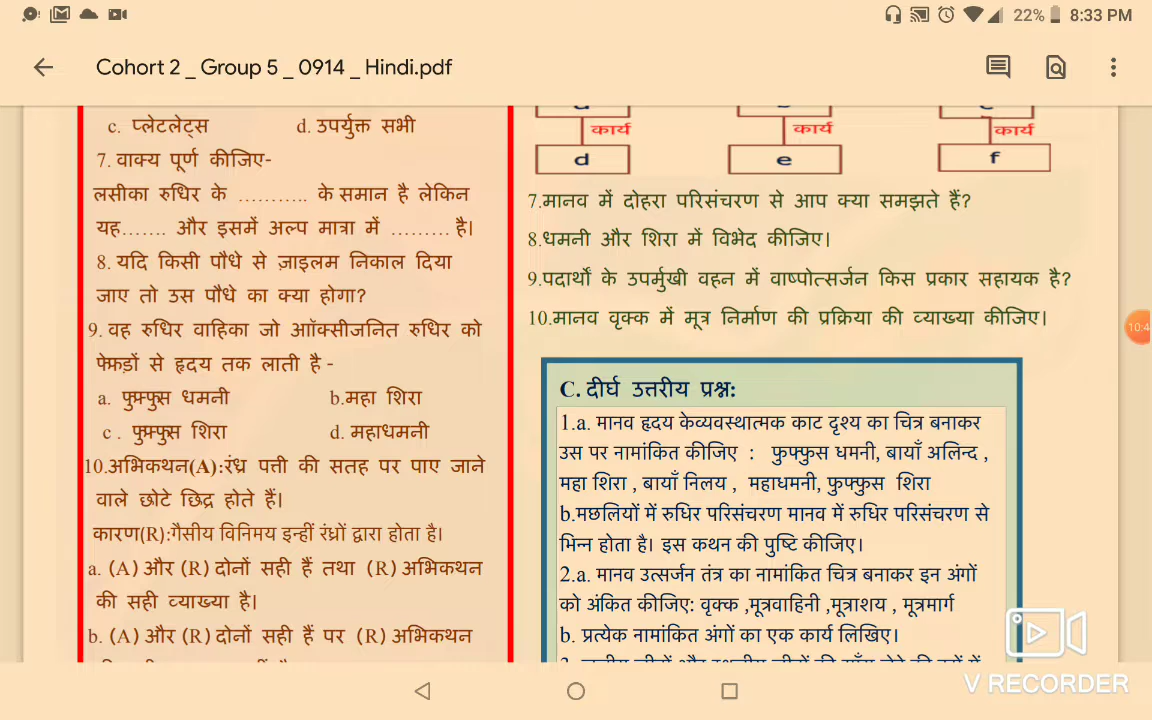 22% 8:33 PM
Cohort 2 _ Group 5 _ 0914 _ Hindi.pdf
c. प्लेटलेट्स d. उपर्युक्त सभी
7. वाक्य पूर्ण कीजिए-
लसीका रुधिर के ........... के समान है लेकिन
यह....... और इसमें अल्प मात्रा में ......... है।
8. यदि किसी पौधे से ज़ाइलम निकाल दिया
जाए तो उस पौधे का क्या होगा?
9. वह रुधिर वाहिका जो आॉक्सीजनित रुधिर को
फेफड़ों से हृदय तक लाती है -
a. फुफ्फुस धमनी b.महा शिरा
c . फुफ्फुस शिरा d. महाधमनी
10.अभिकथन(A):रंध्र पत्ती की सतह पर पाए जाने
वाले छोटे छिद्र होते हैं।
कारण(R):गैसीय विनिमय इन्हीं रंध्रों द्वारा होता है।
a. (A) और (R) दोनों सही हैं तथा (R) अभिकथन
की सही व्याख्या है।
b. (A) और (R) दोनों सही हैं पर (R) अभिकथन
कार्य कार्य कार्य
d e f
7.मानव में दोहरा परिसंचरण से आप क्या समझते हैं?
8.धमनी और शिरा में विभेद कीजिए।
9.पदार्थों के उपर्मुखी वहन में वाष्पोत्सर्जन किस प्रकार सहायक है?
10.मानव वृक्क में मूत्र निर्माण की प्रक्रिया की व्याख्या कीजिए।
C. दीर्घ उत्तरीय प्रश्न:
1.a. मानव हृदय केव्यवस्थात्मक काट दृश्य का चित्र बनाकर
उस पर नामांकित कीजिए : फुफ्फुस धमनी, बायाँ अलिन्द ,
महा शिरा , बायाँ निलय , महाधमनी, फुफ्फुस शिरा
b.मछलियों में रुधिर परिसंचरण मानव में रुधिर परिसंचरण से
भिन्न होता है। इस कथन की पुष्टि कीजिए।
2.a. मानव उत्सर्जन तंत्र का नामांकित चित्र बनाकर इन अंगों
को अंकित कीजिए: वृक्क ,मूत्रवाहिनी ,मूत्राशय , मूत्रमार्ग
b. प्रत्येक नामांकित अंगों का एक कार्य लिखिए।
10:4
V RECORDER